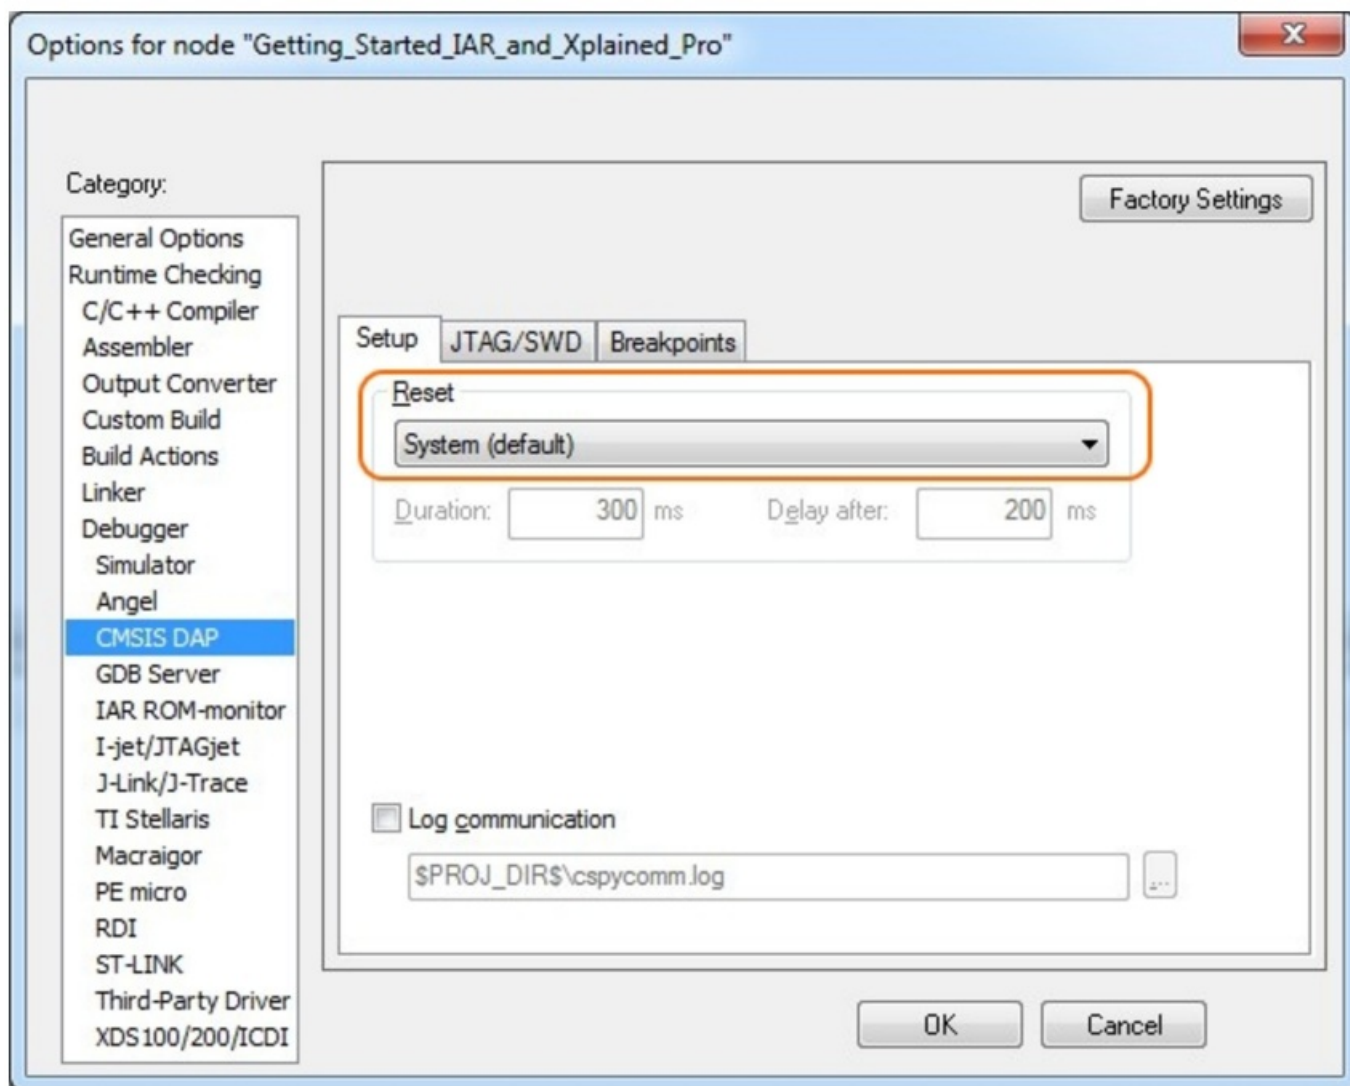 Options for node "Getting_Started_IAR_and_Xplained_Pro"
x
Category:
General Options
Runtime Checking
C/C++ Compiler
Assembler
Output Converter
Custom Build
Build Actions
Linker
Debugger
Simulator
Angel
CMSIS DAP
GDB Server
IAR ROM-monitor
I-jet/JTAGjet
J-Link/J-Trace
TI Stellaris
Macraigor
PE micro
RDI
ST-LINK
Third-Party Driver
XDS100/200/ICDI
Factory Settings
Setup JTAG/SWD Breakpoints
Reset
System (default)
Duration: 300 ms Delay after: 200 ms
Log communication
$PROJ_DIR$\cspycomm.log ...
OK Cancel